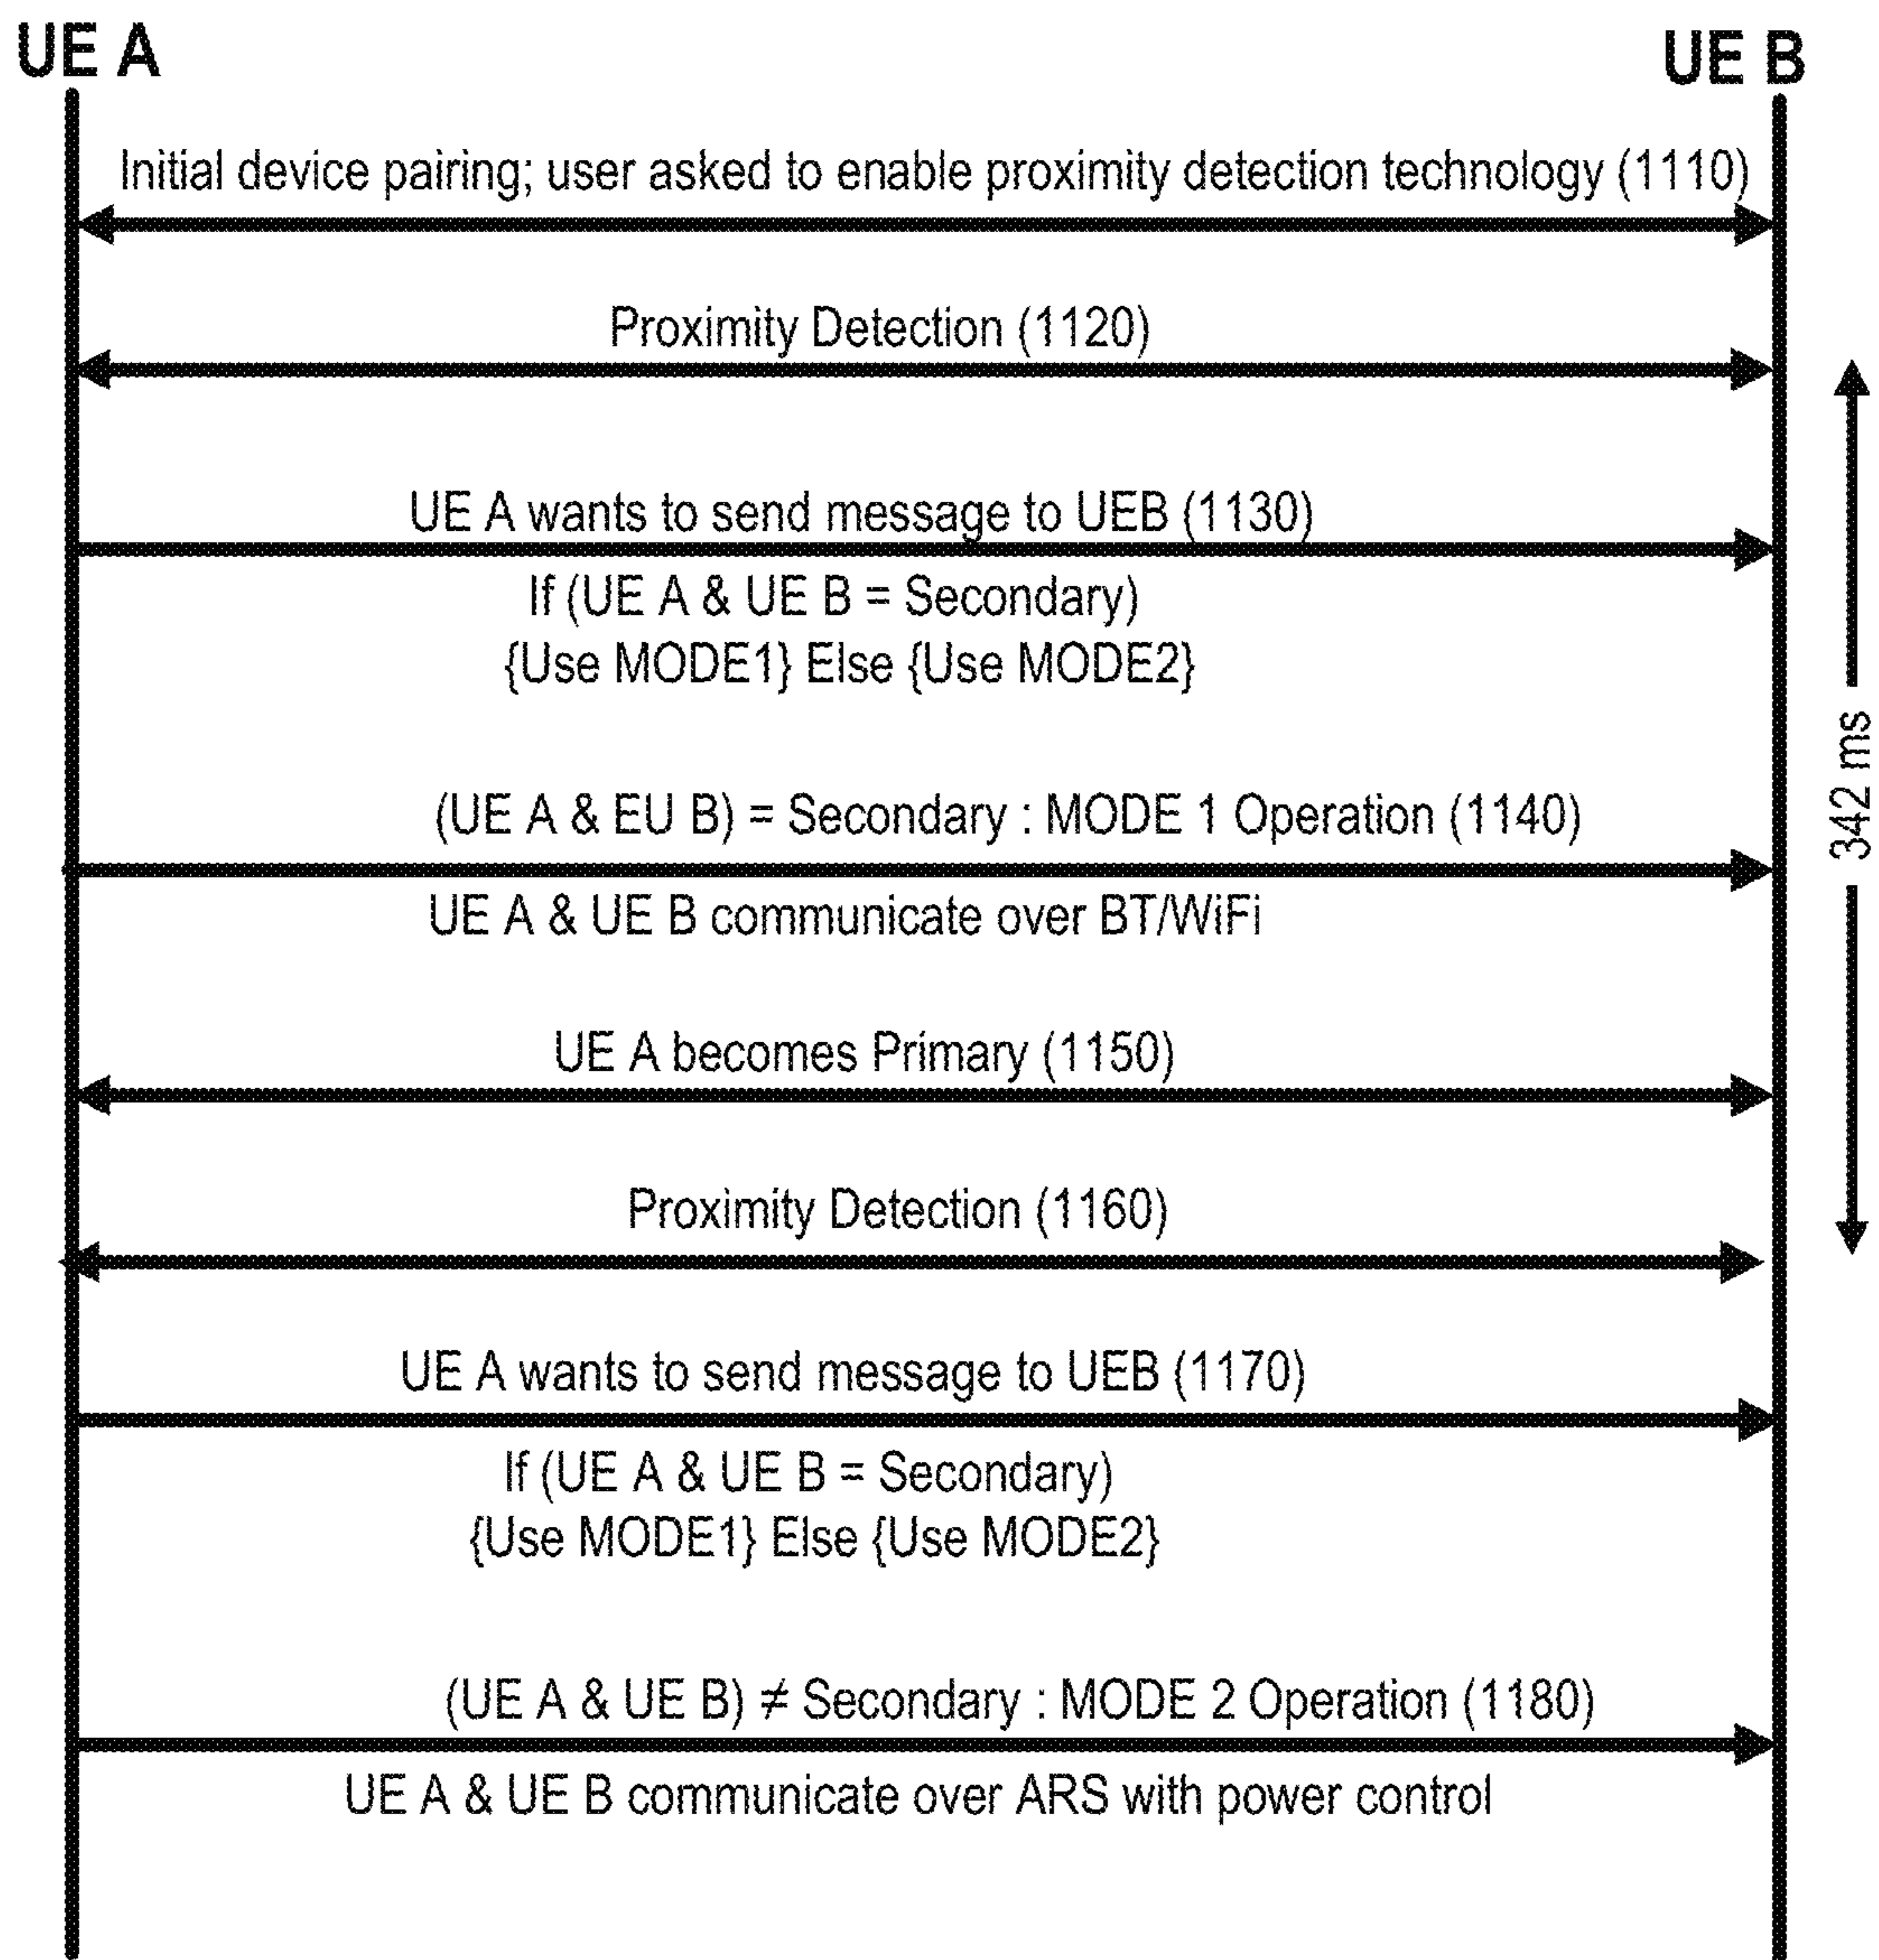 UE A
UE B
Initial device pairing; user asked to enable proximity detection technology (1110)
Proximity Detection (1120)
UE A wants to send message to UEB (1130)
If (UE A & UE B = Secondary)
{Use MODE1} Else {Use MODE2}
342 ms
(UE A & EU B) = Secondary : MODE 1 Operation (1140)
UE A & UE B communicate over BT/WiFi
UE A becomes Primary (1150)
Proximity Detection (1160)
UE A wants to send message to UEB (1170)
If (UE A & UE B = Secondary)
{Use MODE1} Else {Use MODE2}
(UE A & UE B) ≠ Secondary : MODE 2 Operation (1180)
UE A & UE B communicate over ARS with power control